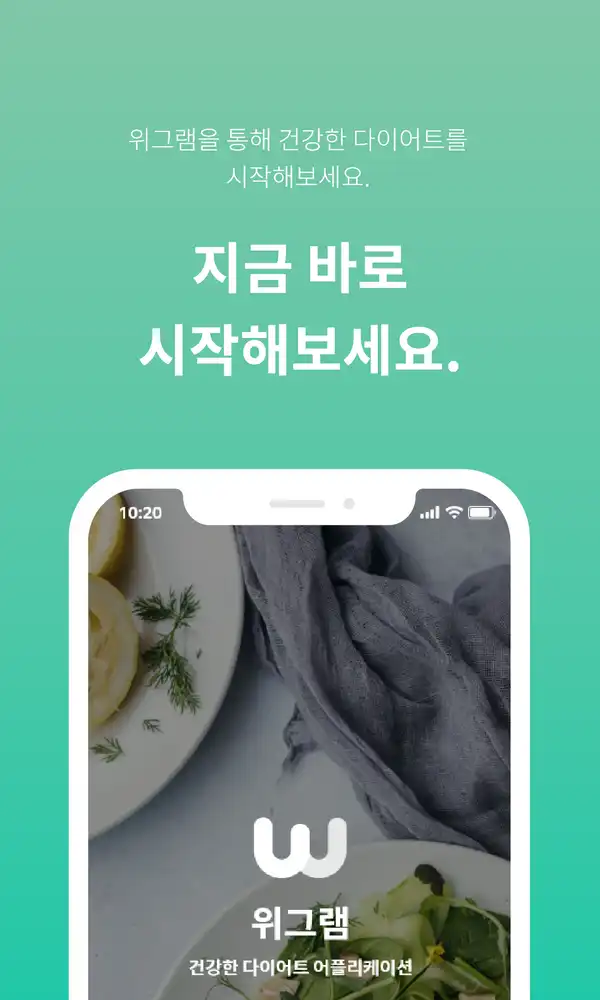 위그램을 통해 건강한 다이어트를
시작해보세요.
지금 바로
시작해보세요.
10:20
위그램
건강한 다이어트 어플리케이션